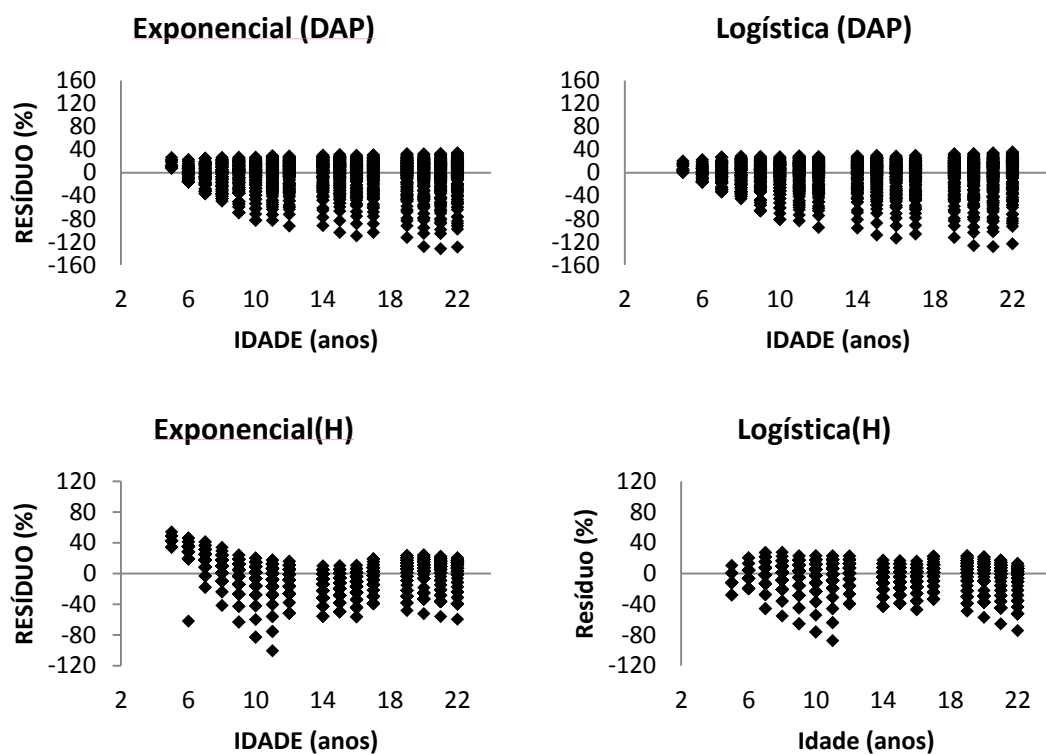 Exponencial (DAP)
RESÍDUO (%)
160
120
80
40
0
-40
-80
-120
-160
2 6 10 14 18 22
IDADE (anos)
Logística (DAP)
160
120
80
40
0
-40
-80
-120
-160
2 6 10 14 18 22
IDADE (anos)
Exponencial(H)
RESÍDUO (%)
120
80
40
0
-40
-80
-120
2 6 10 14 18 22
IDADE (anos)
Logística(H)
Resíduo (%)
120
80
40
0
-40
-80
-120
2 6 10 14 18 22
Idade (anos)